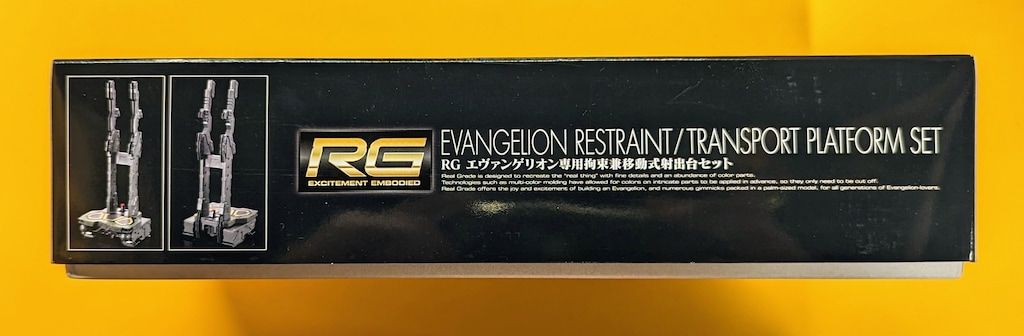 RG
EXCITEMENT EMBODIED
EVANGELION RESTRAINT/TRANSPORT PLATFORM SET
RG エヴァンゲリオン専用拘束兼移動式射出台セット
Real Grade is designed to recreate the "real thing" with fine details and an abundance of color parts.
Technologies such as multi-color molding have allowed for colors on intricate parts to be applied in advance, so they only need to be cut off.
Real Grade offers the joy and excitement of building an Evangelion, and numerous gimmicks packed in a palm-sized model, for all generations of Evangelion-lovers.